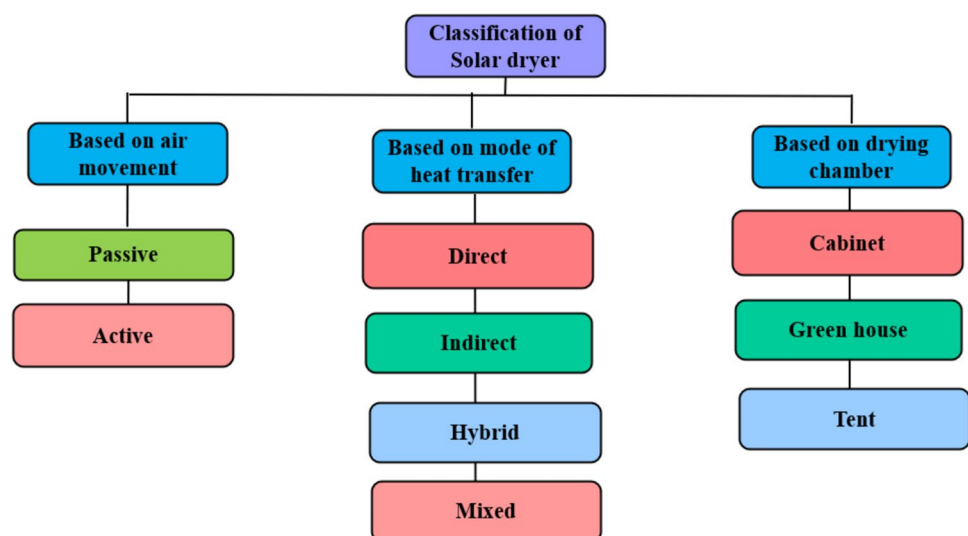 Classification of
Solar dryer
Based on air
movement
Passive
Active
Based on mode of
heat transfer
Direct
Indirect
Hybrid
Mixed
Based on drying
chamber
Cabinet
Green house
Tent